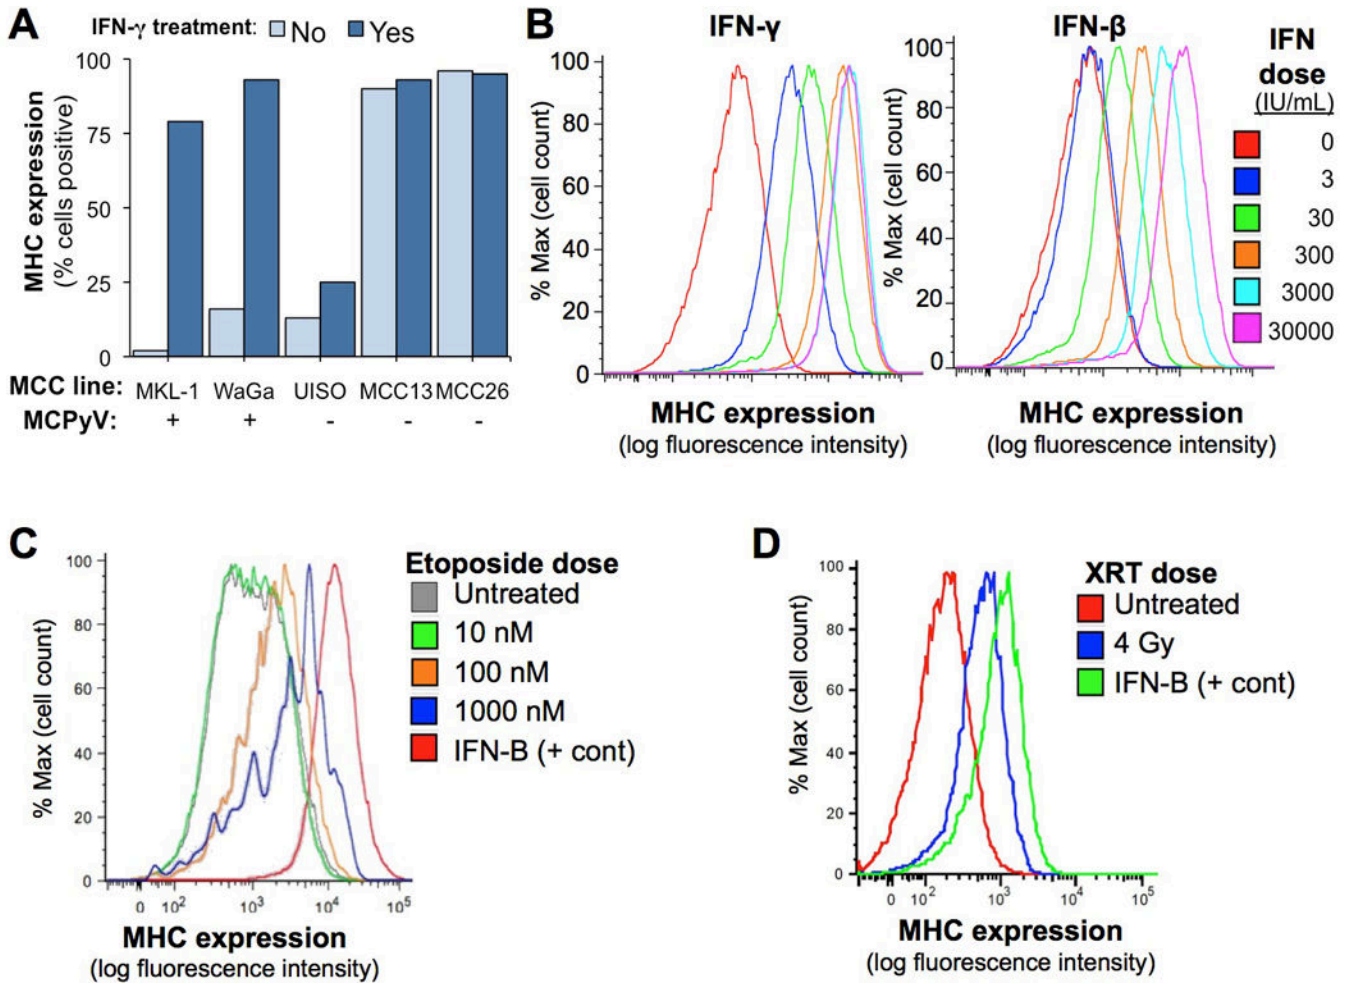 A
IFN-γ treatment: No Yes
MHC expression
(% cells positive)
100
75
50
25
0
MCC line: MKL-1 WaGa UISO MCC13 MCC26
MCPyV: + + - - -
B
IFN-γ
% Max (cell count)
100
80
60
40
20
0
MHC expression
(log fluorescence intensity)
IFN-β
% Max (cell count)
100
80
60
40
20
0
MHC expression
(log fluorescence intensity)
IFN
dose
(IU/mL)
0
3
30
300
3000
30000
C
% Max (cell count)
100
80
60
40
20
0
0 10² 10³ 10⁴ 10⁵
MHC expression
(log fluorescence intensity)
Etoposide dose
Untreated
10 nM
100 nM
1000 nM
IFN-B (+ cont)
D
% Max (cell count)
100
80
60
40
20
0
0 10² 10³ 10⁴ 10⁵
MHC expression
(log fluorescence intensity)
XRT dose
Untreated
4 Gy
IFN-B (+ cont)